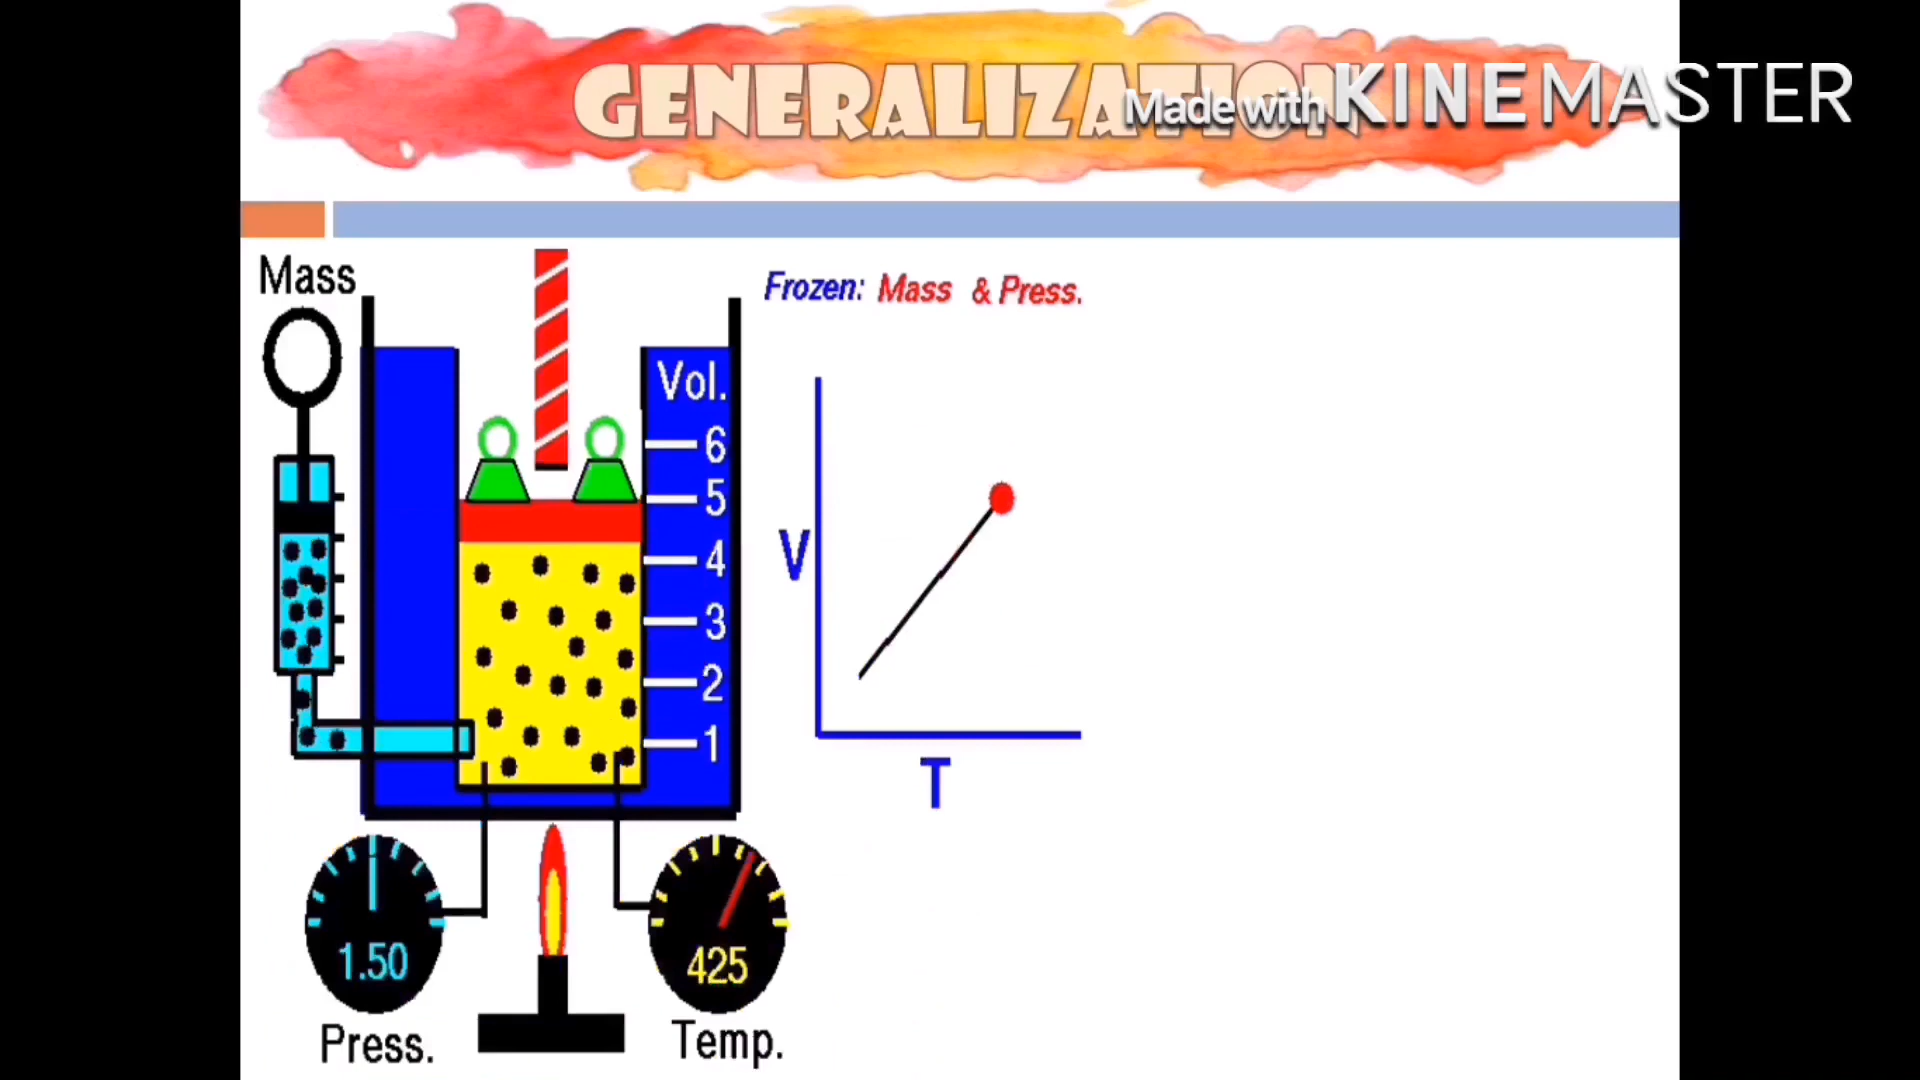 GENERALIZATION
Made with KINEMASTER
Mass
Frozen: Mass & Press.
Vol.
6
5
4
3
2
1
V
T
1.50
425
Press.
Temp.